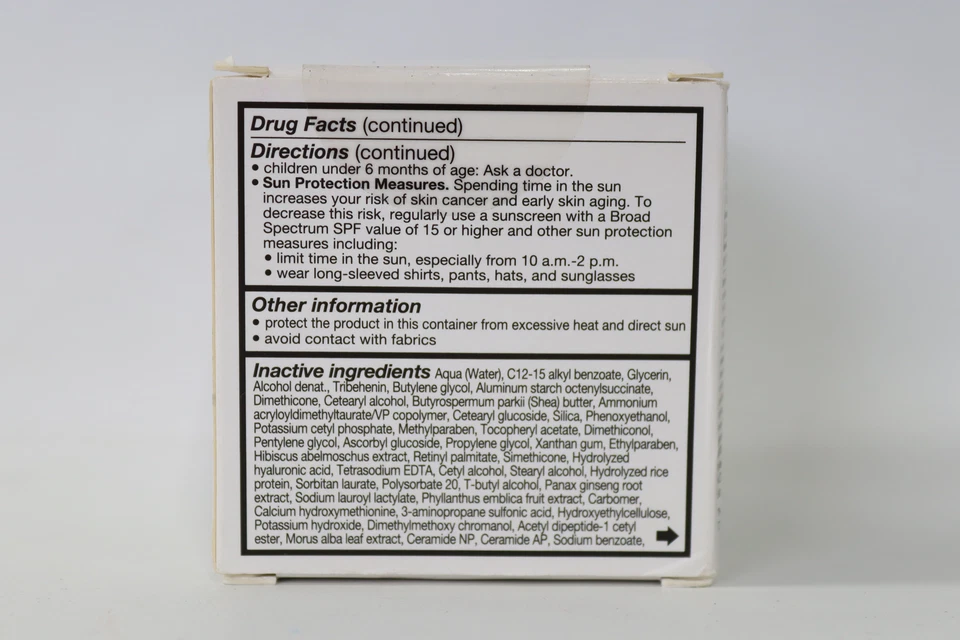 Drug Facts (continued)
Directions (continued)
• children under 6 months of age: Ask a doctor.
• Sun Protection Measures. Spending time in the sun
increases your risk of skin cancer and early skin aging. To
decrease this risk, regularly use a sunscreen with a Broad
Spectrum SPF value of 15 or higher and other sun protection
measures including:
• limit time in the sun, especially from 10 a.m.-2 p.m.
• wear long-sleeved shirts, pants, hats, and sunglasses
Other information
• protect the product in this container from excessive heat and direct sun
• avoid contact with fabrics
Inactive ingredients Aqua (Water), C12-15 alkyl benzoate, Glycerin,
Alcohol denat., Tribehenin, Butylene glycol, Aluminum starch octenylsuccinate,
Dimethicone, Cetearyl alcohol, Butyrospermum parkii (Shea) butter, Ammonium
acryloyldimethyltaurate/VP copolymer, Cetearyl glucoside, Silica, Phenoxyethanol,
Potassium cetyl phosphate, Methylparaben, Tocopheryl acetate, Dimethiconol,
Pentylene glycol, Ascorbyl glucoside, Propylene glycol, Xanthan gum, Ethylparaben,
Hibiscus abelmoschus extract, Retinyl palmitate, Simethicone, Hydrolyzed
hyaluronic acid, Tetrasodium EDTA, Cetyl alcohol, Stearyl alcohol, Hydrolyzed rice
protein, Sorbitan laurate, Polysorbate 20, T-butyl alcohol, Panax ginseng root
extract, Sodium lauroyl lactylate, Phyllanthus emblica fruit extract, Carbomer,
Calcium hydroxymethionine, 3-aminopropane sulfonic acid, Hydroxyethylcellulose,
Potassium hydroxide, Dimethylmethoxy chromanol, Acetyl dipeptide-1 cetyl
ester, Morus alba leaf extract, Ceramide NP, Ceramide AP, Sodium benzoate,